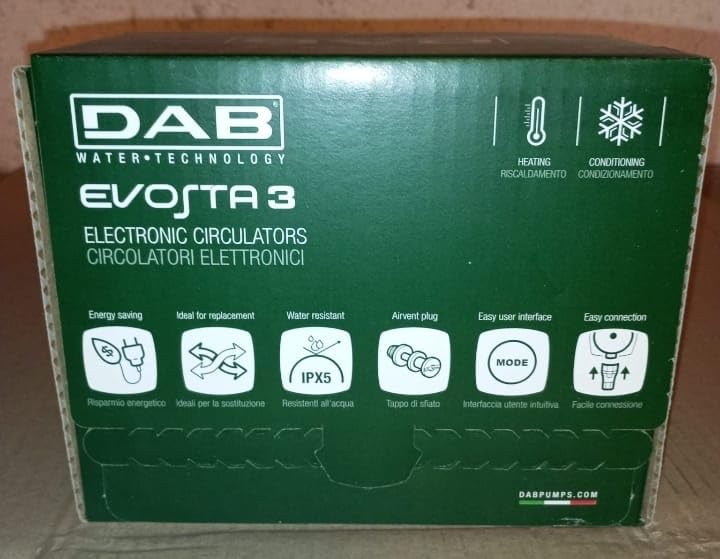 DAB
WATER•TECHNOLOGY
EVOSTA 3
ELECTRONIC CIRCULATORS
CIRCOLATORI ELETTRONICI
HEATING
RISCALDAMENTO
CONDITIONING
CONDIZIONAMENTO
Energy saving
Risparmio energetico
Ideal for replacement
Ideali per la sostituzione
Water resistant
IPX5
Resistenti all'acqua
Airvent plug
Tappo di sfiato
Easy user interface
MODE
Interfaccia utente intuitiva
Easy connection
Facile connessione
DABPUMPS.COM